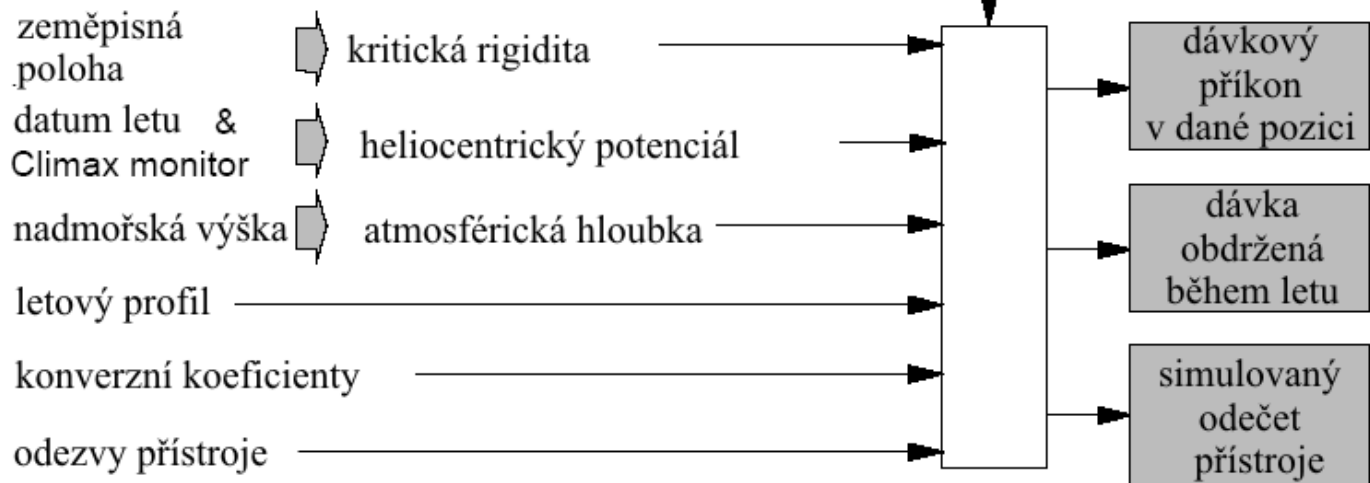 zeměpisná
poloha
kritická rigidita
datum letu &
Climax monitor
heliocentrický potenciál
nadmořská výška
atmosférická hloubka
letový profil
konverzní koeficienty
odezvy přístroje
dávkový
příkon
v dané pozici
dávka
obdržená
během letu
simulovaný
odečet
přístroje